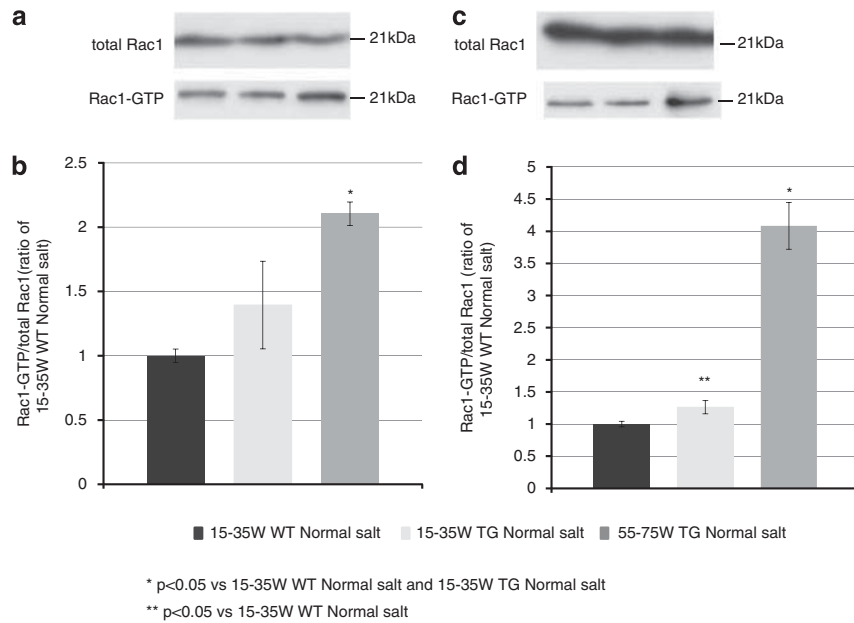 a
total Rac1
21kDa
Rac1-GTP
21kDa
c
total Rac1
21kDa
Rac1-GTP
21kDa
b
Rac1-GTP/total Rac1(ratio of
15-35W WT Normal salt)
2.5
2
1.5
1
0.5
0
*
d
Rac1-GTP/total Rac1 (ratio of
15-35W WT Normal salt)
5
4.5
4
3.5
3
2.5
2
1.5
1
0.5
0
**
*
15-35W WT Normal salt
15-35W TG Normal salt
55-75W TG Normal salt
* p<0.05 vs 15-35W WT Normal salt and 15-35W TG Normal salt
** p<0.05 vs 15-35W WT Normal salt